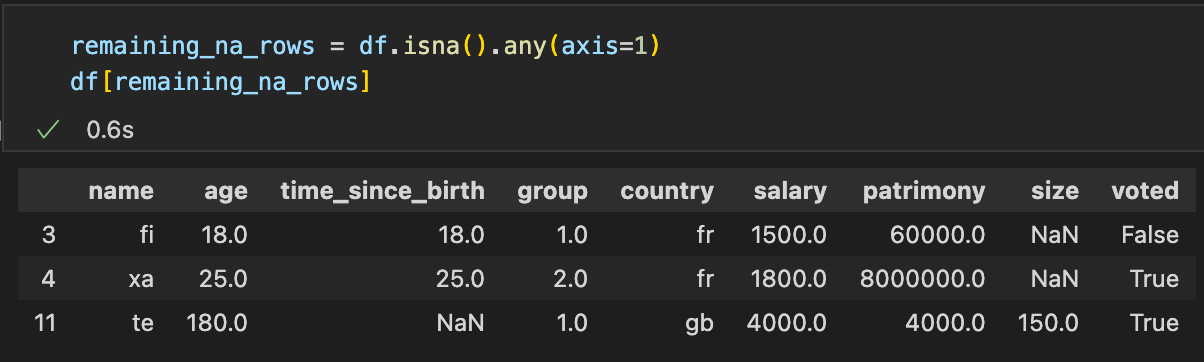 remaining_na_rows = df.isna().any(axis=1)
df[remaining_na_rows]
0.6s
name age time_since_birth group country salary patrimony size voted
3 fi 18.0 18.0 1.0 fr 1500.0 60000.0 NaN False
4 xa 25.0 25.0 2.0 fr 1800.0 8000000.0 NaN True
11 te 180.0 NaN 1.0 gb 4000.0 4000.0 150.0 True